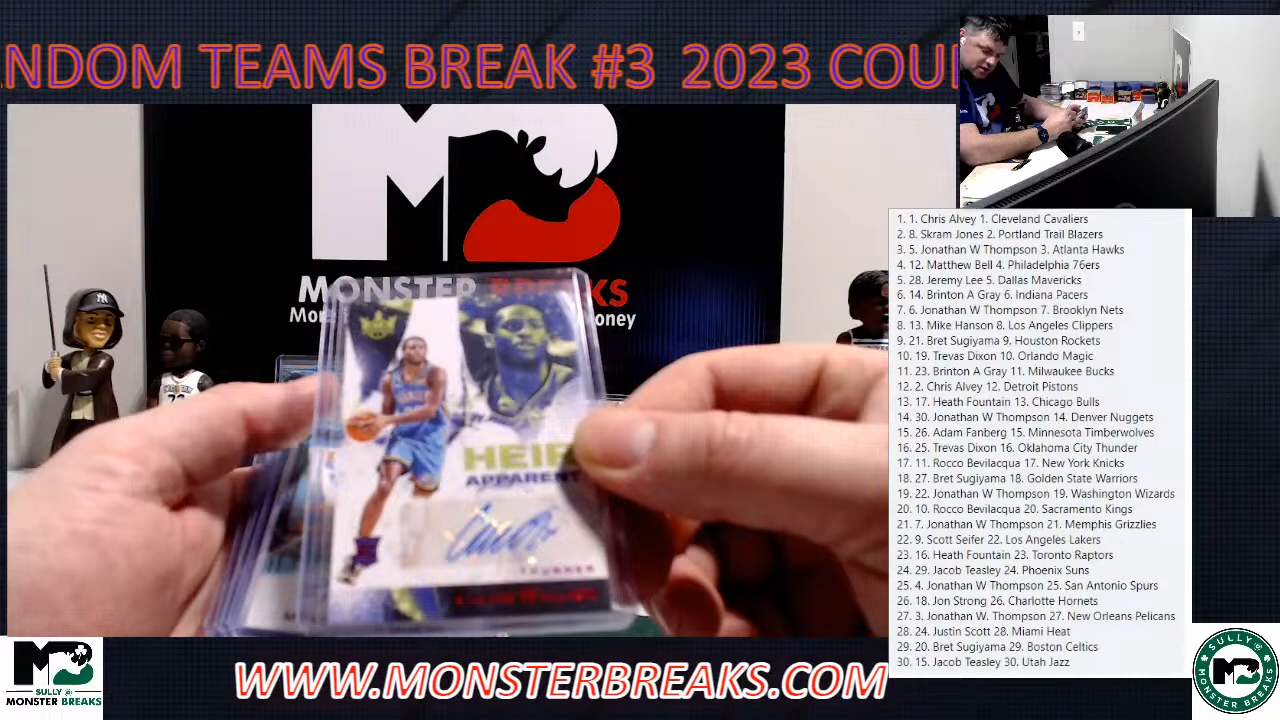 NDOM TEAMS BREAK #3 2023 COU
MB
MONSTER BREAKS
Mon oney
HEIR
APPARENT
THUNDER
1. 1. Chris Alvey 1. Cleveland Cavaliers
2. 8. Skram Jones 2. Portland Trail Blazers
3. 5. Jonathan W Thompson 3. Atlanta Hawks
4. 12. Matthew Bell 4. Philadelphia 76ers
5. 28. Jeremy Lee 5. Dallas Mavericks
6. 14. Brinton A Gray 6. Indiana Pacers
7. 6. Jonathan W Thompson 7. Brooklyn Nets
8. 13. Mike Hanson 8. Los Angeles Clippers
9. 21. Bret Sugiyama 9. Houston Rockets
10. 19. Trevas Dixon 10. Orlando Magic
11. 23. Brinton A Gray 11. Milwaukee Bucks
12. 2. Chris Alvey 12. Detroit Pistons
13. 17. Heath Fountain 13. Chicago Bulls
14. 30. Jonathan W Thompson 14. Denver Nuggets
15. 26. Adam Fanberg 15. Minnesota Timberwolves
16. 25. Trevas Dixon 16. Oklahoma City Thunder
17. 11. Rocco Bevilacqua 17. New York Knicks
18. 27. Bret Sugiyama 18. Golden State Warriors
19. 22. Jonathan W Thompson 19. Washington Wizards
20. 10. Rocco Bevilacqua 20. Sacramento Kings
21. 7. Jonathan W Thompson 21. Memphis Grizzlies
22. 9. Scott Seifer 22. Los Angeles Lakers
23. 16. Heath Fountain 23. Toronto Raptors
24. 29. Jacob Teasley 24. Phoenix Suns
25. 4. Jonathan W Thompson 25. San Antonio Spurs
26. 18. Jon Strong 26. Charlotte Hornets
27. 3. Jonathan W. Thompson 27. New Orleans Pelicans
28. 24. Justin Scott 28. Miami Heat
29. 20. Bret Sugiyama 29. Boston Celtics
30. 15. Jacob Teasley 30. Utah Jazz
MB
SULLY @
MONSTER BREAKS
WWW.MONSTERBREAKS.COM
SULLY @
MB
MONSTER BREAKS